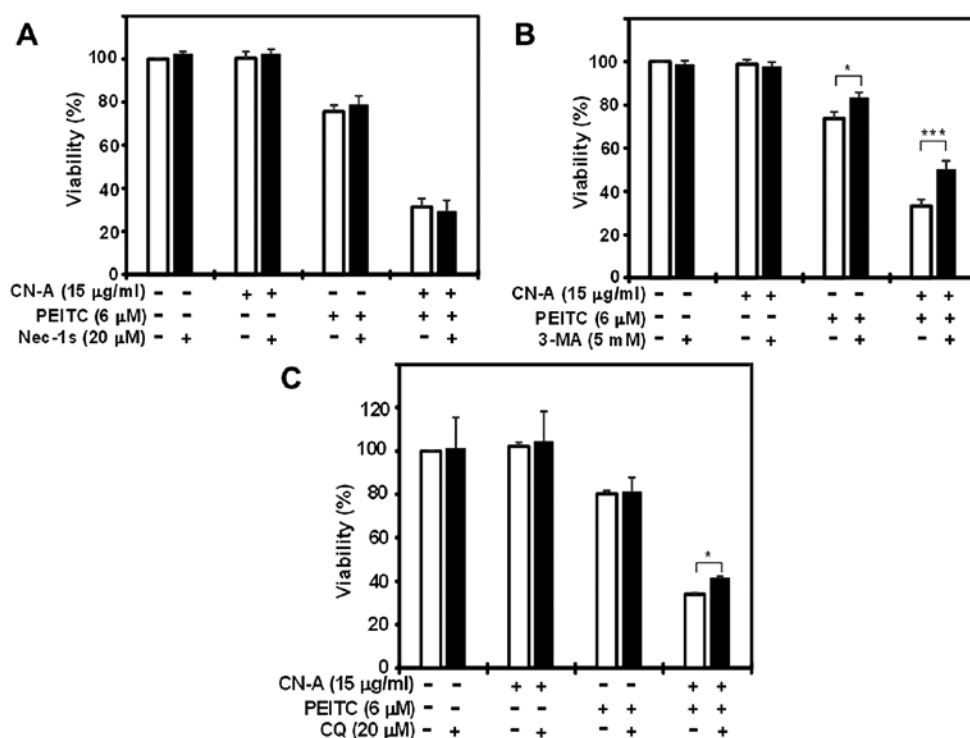 A
Viability (%)
100
80
60
40
20
0
CN-A (15 µg/ml) - - + + - - + +
PEITC (6 µM) - - - - + + + +
Nec-1s (20 µM) - + - + - + - +
B
Viability (%)
100
80
60
40
20
0
* ***
CN-A (15 µg/ml) - - + + - - + +
PEITC (6 µM) - - - - + + + +
3-MA (5 mM) - + - + - + - +
C
Viability (%)
120
100
80
60
40
20
0
*
CN-A (15 µg/ml) - - + + - - + +
PEITC (6 µM) - - - - + + + +
CQ (20 µM) - + - + - + - +